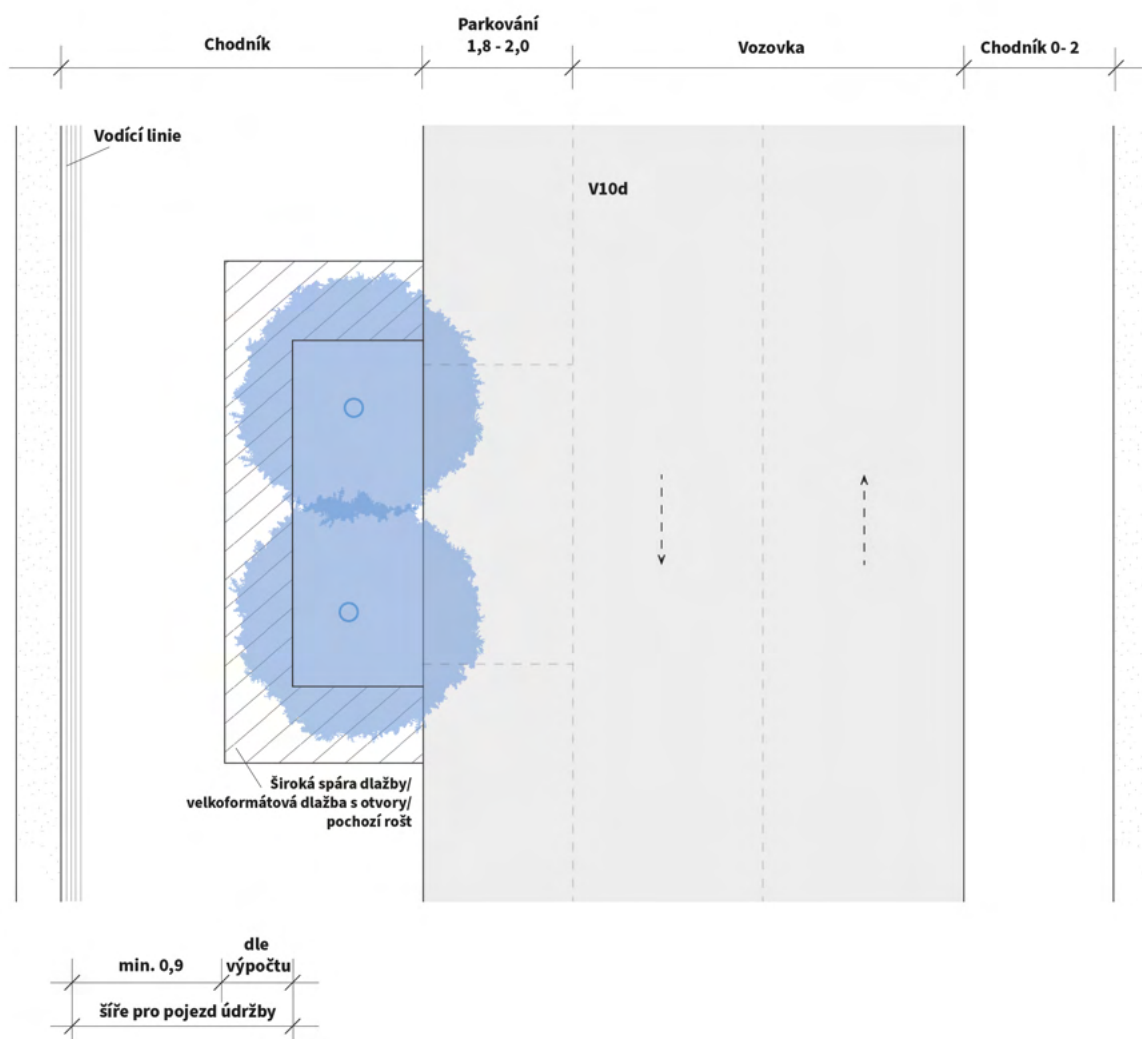 Chodník
Parkování
1,8 - 2,0
Vozovka
Chodník 0- 2
Vodící linie
V10d
Široká spára dlažby/
velkoformátová dlažba s otvory/
pochozí rošt
min. 0,9
dle
výpočtu
šíře pro pojezd údržby